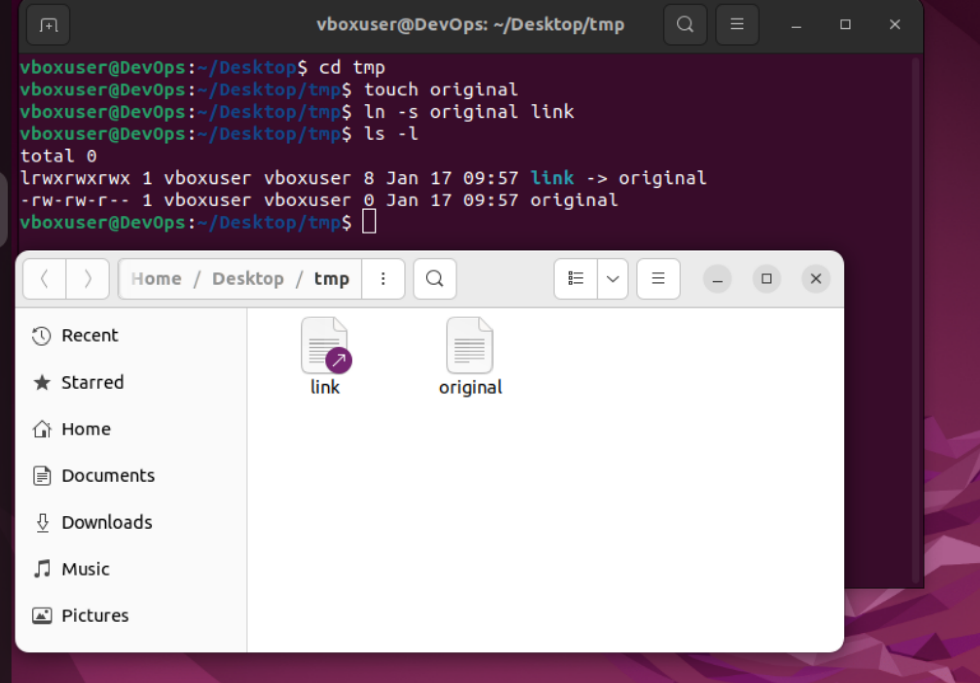 vboxuser@DevOps: ~/Desktop/tmp
vboxuser@DevOps:~/Desktop$ cd tmp
vboxuser@DevOps:~/Desktop/tmp$ touch original
vboxuser@DevOps:~/Desktop/tmp$ ln -s original link
vboxuser@DevOps:~/Desktop/tmp$ ls -l
total 0
lrwxrwxrwx 1 vboxuser vboxuser 8 Jan 17 09:57 link -> original
-rw-rw-r-- 1 vboxuser vboxuser 0 Jan 17 09:57 original
vboxuser@DevOps:~/Desktop/tmp$
Home / Desktop / tmp
Recent
Starred
Home
Documents
Downloads
Music
Pictures
link
original